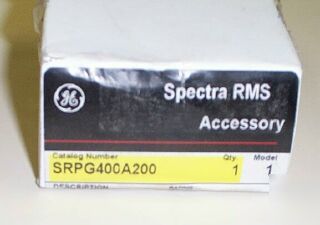 GE
Spectra RMS
Accessory
Catalog Number Qty. Model
SRPG400A200 1 1
DESCRIPTION